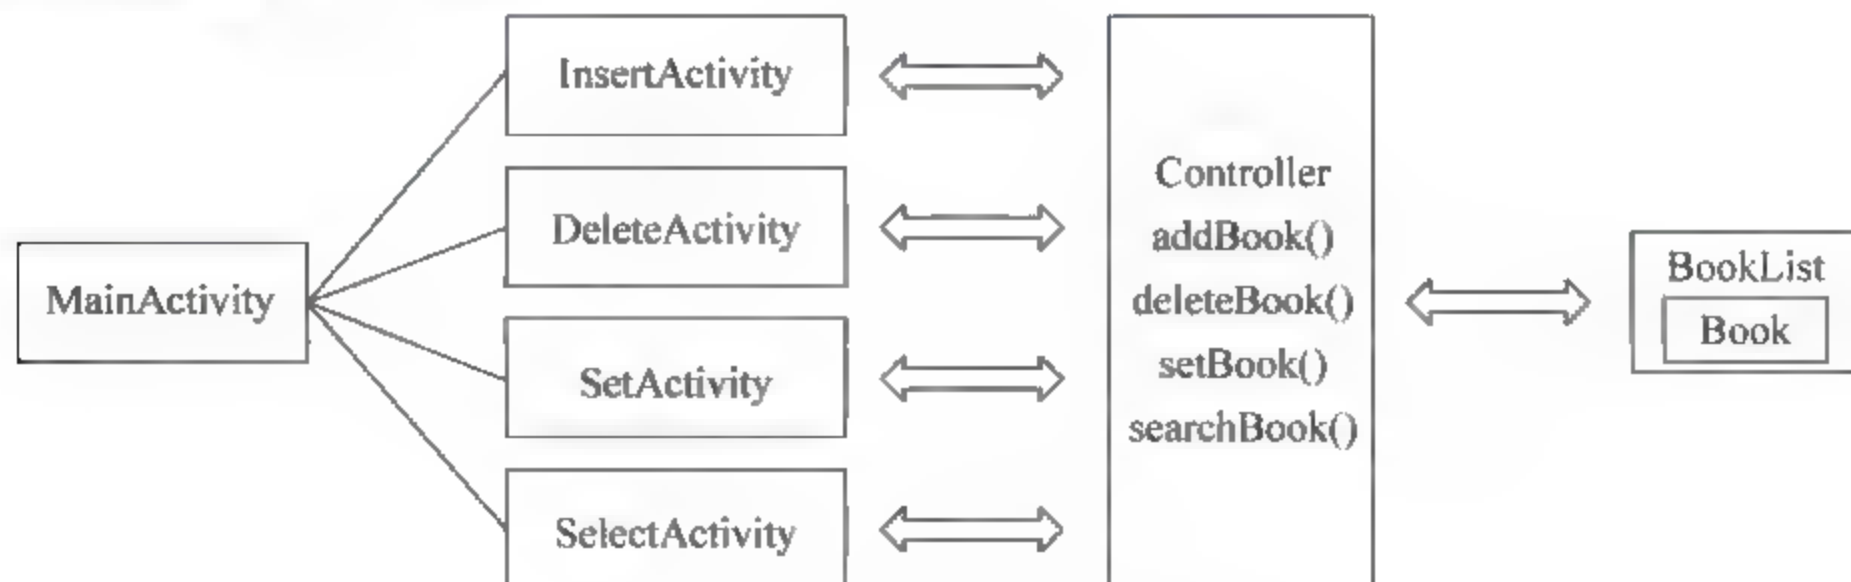 MainActivity
InsertActivity
DeleteActivity
SetActivity
SelectActivity
Controller
addBook()
deleteBook()
setBook()
searchBook()
BookList
Book